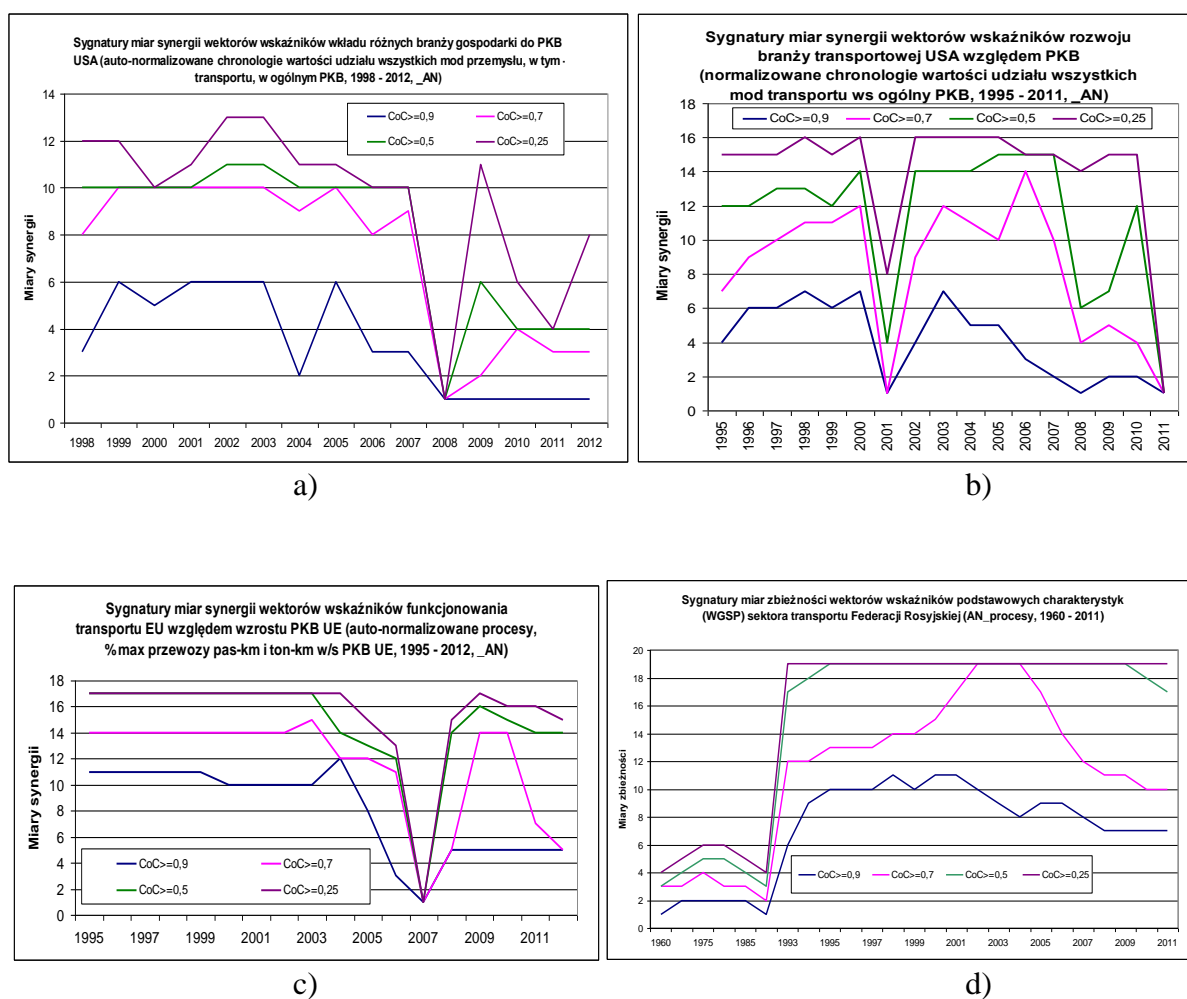 Sygnatury miar synergii wektorów wskaźników wkładu różnych branży gospodarki do PKB
USA (auto-normalizowane chronologie wartości udziału wszystkich mod przemysłu, w tym -
transportu, w ogólnym PKB, 1998 - 2012, _AN)
Miary synergii
14
12
10
8
6
4
2
0
CoC>=0,9 CoC>=0,7
CoC>=0,5 CoC>=0,25
1998 1999 2000 2001 2002 2003 2004 2005 2006 2007 2008 2009 2010 2011 2012
a)
Sygnatury miar synergii wektorów wskaźników rozwoju
branży transportowej USA względem PKB
(normalizowane chronologie wartości udziału wszystkich
mod transportu ws ogólny PKB, 1995 - 2011, _AN)
Miary synergii
18
16
14
12
10
8
6
4
2
0
CoC>=0,9 CoC>=0,7 CoC>=0,5 CoC>=0,25
1995 1996 1997 1998 1999 2000 2001 2002 2003 2004 2005 2006 2007 2008 2009 2010 2011
b)
Sygnatury miar synergii wektorów wskaźników funkcjonowania
transportu EU względem wzrostu PKB UE (auto-normalizowane procesy,
%max przewozy pas-km i ton-km w/s PKB UE, 1995 - 2012, _AN)
Miary synergii
18
16
14
12
10
8
6
4
2
0
CoC>=0,9 CoC>=0,7
CoC>=0,5 CoC>=0,25
1995 1997 1999 2001 2003 2005 2007 2009 2011
c)
Sygnatury miar zbieżności wektorów wskaźników podstawowych charakterystyk
(WGSP) sektora transportu Federacji Rosyjskiej (AN_procesy, 1960 - 2011)
Miary zbieżności
20
18
16
14
12
10
8
6
4
2
0
CoC>=0,9 CoC>=0,7 CoC>=0,5 CoC>=0,25
1960 1975 1985 1993 1995 1997 1999 2001 2003 2005 2007 2009 2011
d)